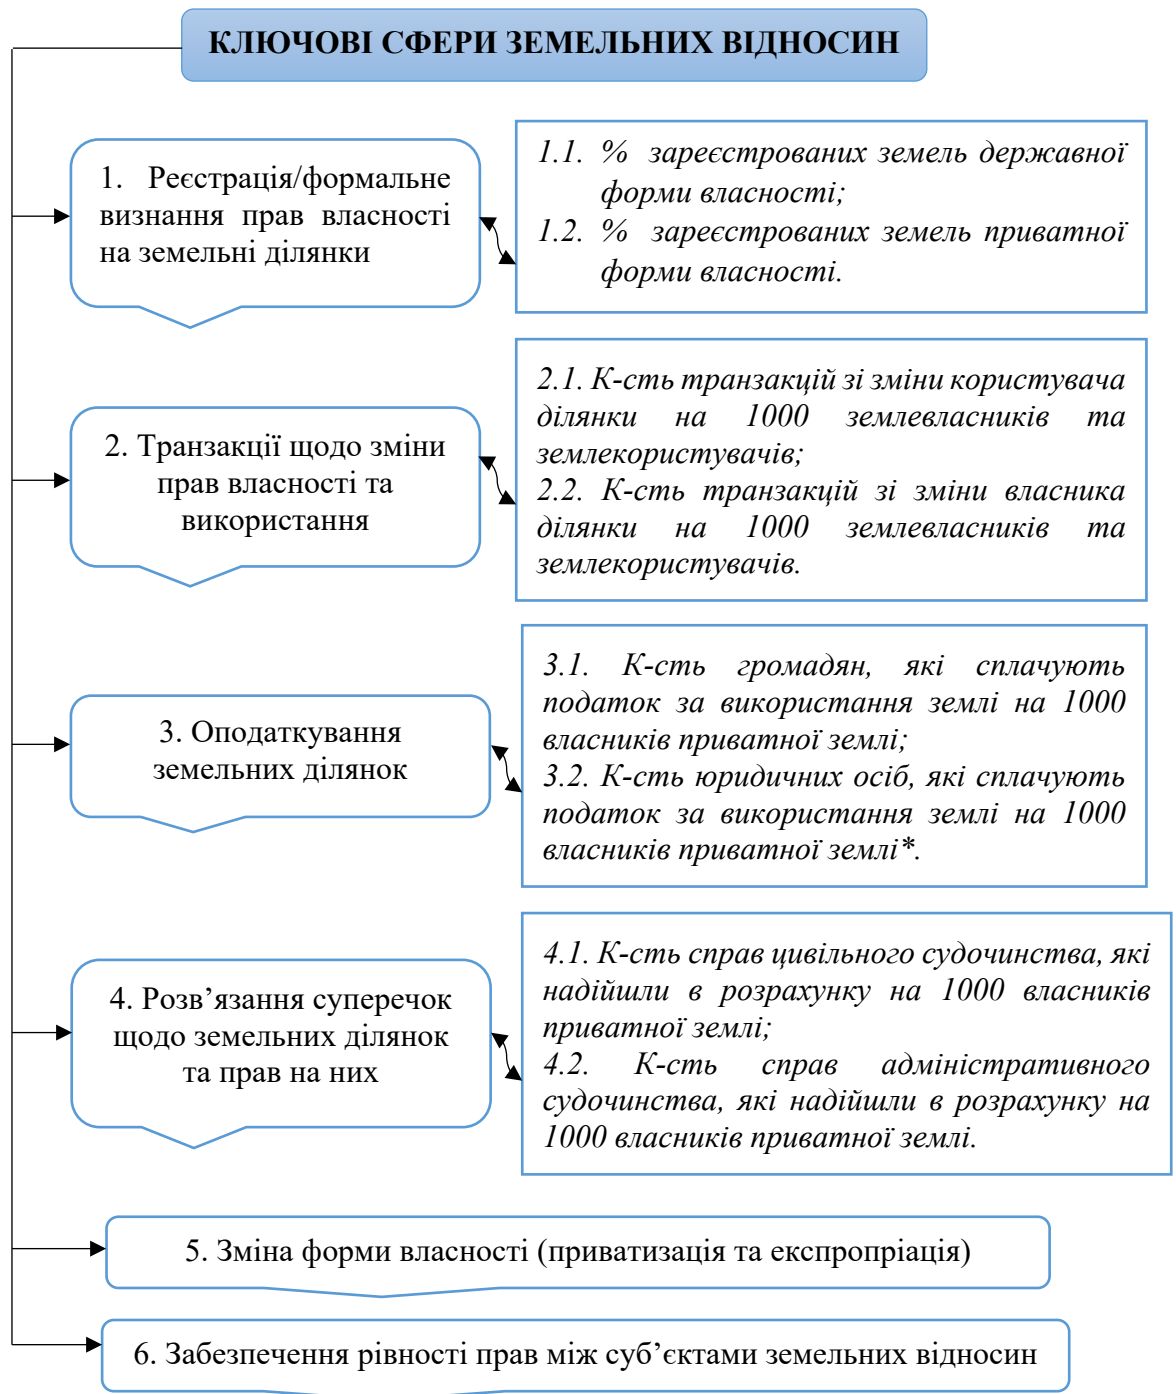 КЛЮЧОВІ СФЕРИ ЗЕМЕЛЬНИХ ВІДНОСИН
1. Реєстрація/формальне
визнання прав власності
на земельні ділянки
1.1. % зареєстрованих земель державної
форми власності;
1.2. % зареєстрованих земель приватної
форми власності.
2. Транзакції щодо зміни
прав власності та
використання
2.1. К-сть транзакцій зі зміни користувача
ділянки на 1000 землевласників та
землекористувачів;
2.2. К-сть транзакцій зі зміни власника
ділянки на 1000 землевласників та
землекористувачів.
3. Оподаткування
земельних ділянок
3.1. К-сть громадян, які сплачують
податок за використання землі на 1000
власників приватної землі;
3.2. К-сть юридичних осіб, які сплачують
податок за використання землі на 1000
власників приватної землі*.
4. Розв’язання суперечок
щодо земельних ділянок
та прав на них
4.1. К-сть справ цивільного судочинства, які
надійшли в розрахунку на 1000 власників
приватної землі;
4.2. К-сть справ адміністративного
судочинства, які надійшли в розрахунку на
1000 власників приватної землі.
5. Зміна форми власності (приватизація та експропріація)
6. Забезпечення рівності прав між суб’єктами земельних відносин